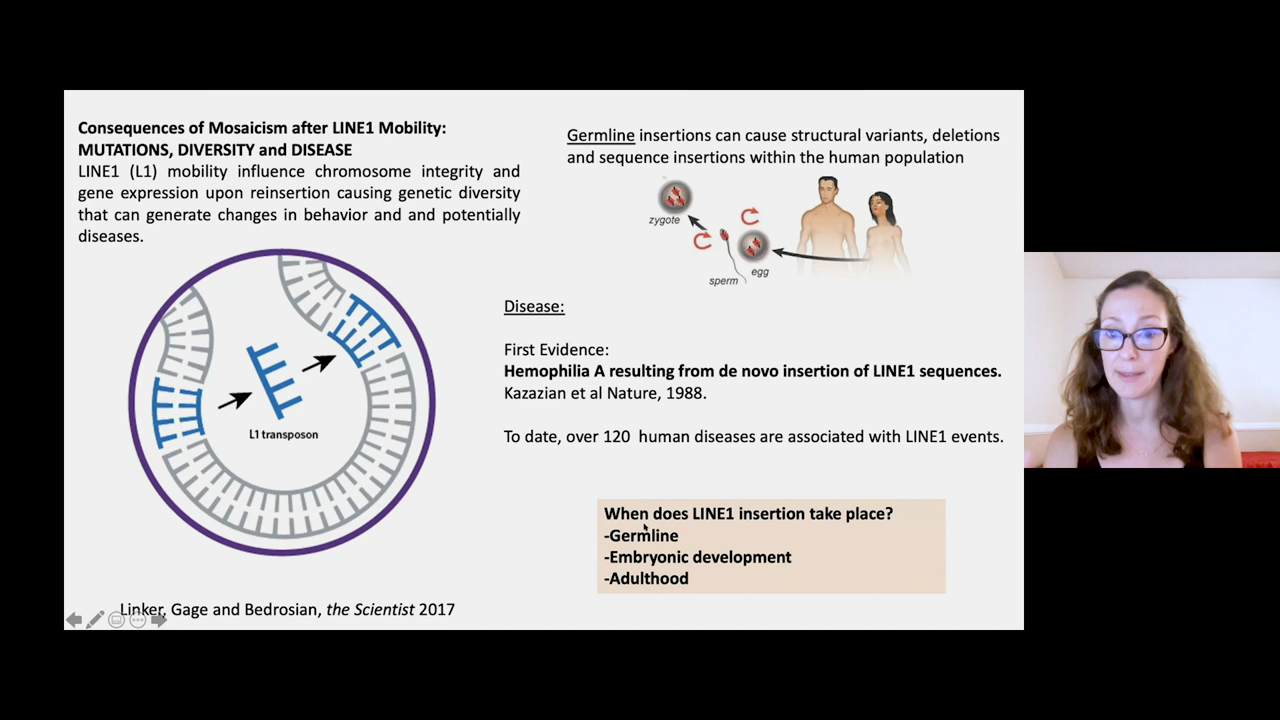 Consequences of Mosaicism after LINE1 Mobility:
MUTATIONS, DIVERSITY and DISEASE
LINE1 (L1) mobility influence chromosome integrity and
gene expression upon reinsertion causing genetic diversity
that can generate changes in behavior and and potentially
diseases.
L1 transposon
Linker, Gage and Bedrosian, the Scientist 2017
Germline insertions can cause structural variants, deletions
and sequence insertions within the human population
zygote
egg
sperm
Disease:
First Evidence:
Hemophilia A resulting from de novo insertion of LINE1 sequences.
Kazazian et al Nature, 1988.
To date, over 120 human diseases are associated with LINE1 events.
When does LINE1 insertion take place?
-Germline
-Embryonic development
-Adulthood